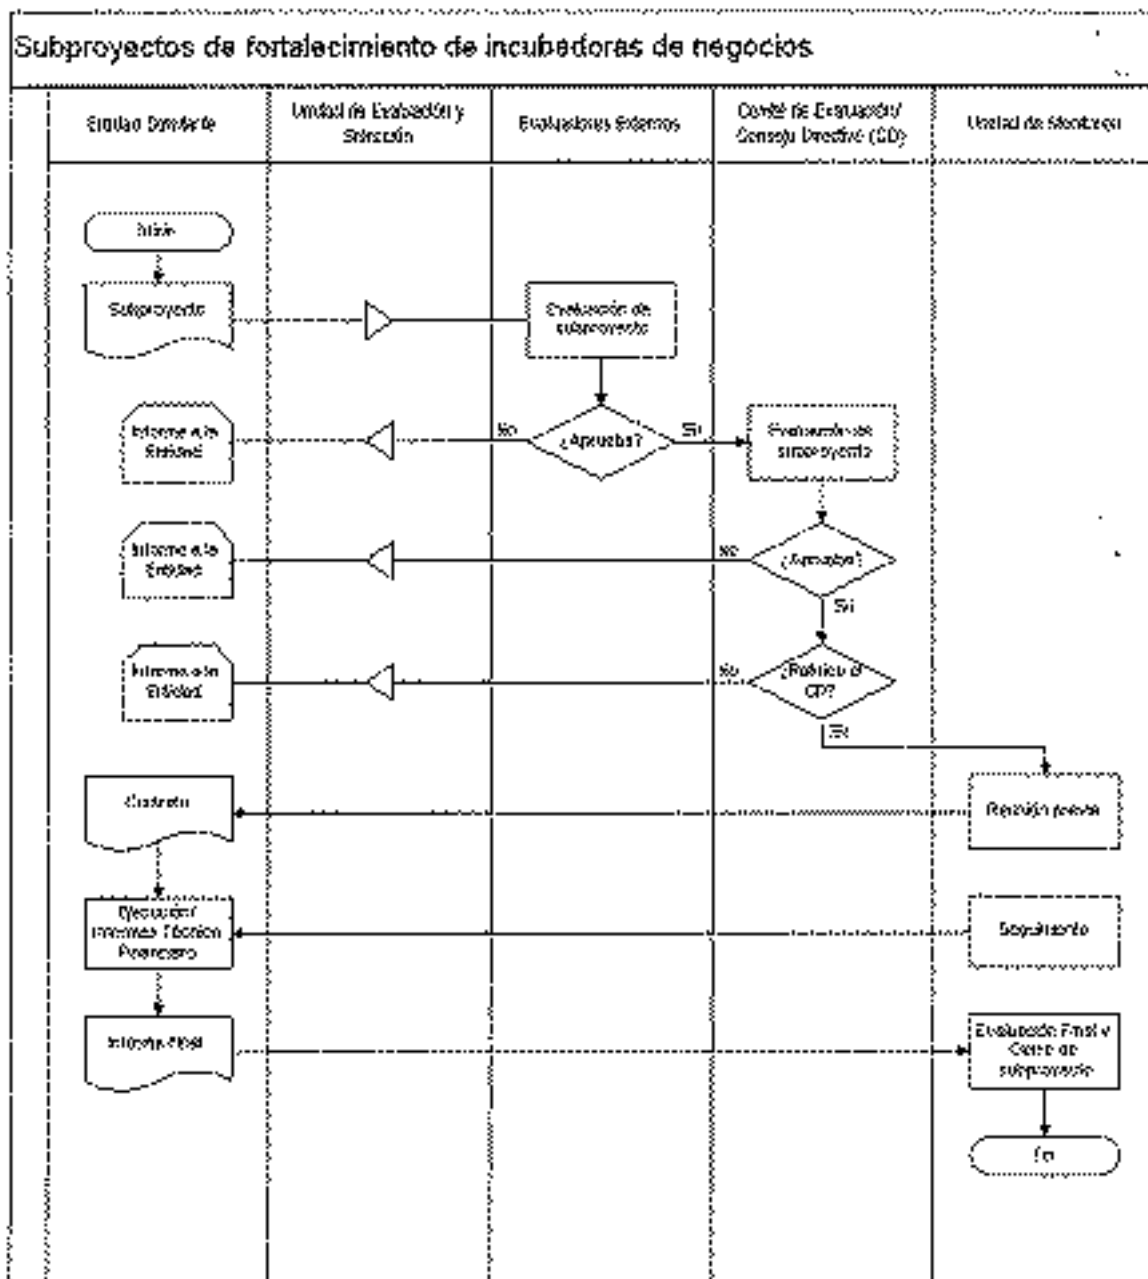 Subproyectos de fortalecimiento de incubadoras de negocios
Entidad
Unidad de Evaluación y
Selección
Evaluadores Externos
Comité de Evaluación/
Consejo Directivo (CD)
Unidad de Monitoreo
Inicio
Subproyecto
Evaluación de
subproyecto
Informe a la
Entidad
No
¿Aprueba?
Sí
Evaluación de
subproyecto
Informe a la
Entidad
No
¿Aprueba?
Sí
Informe a la
Entidad
No
¿Ratifica el
CD?
Sí
Contrato
Revisión previa
Ejecución/
Informes Técnico
Financiero
Seguimiento
Informe Final
Evaluación Final y
Cierre de
subproyecto
Fin